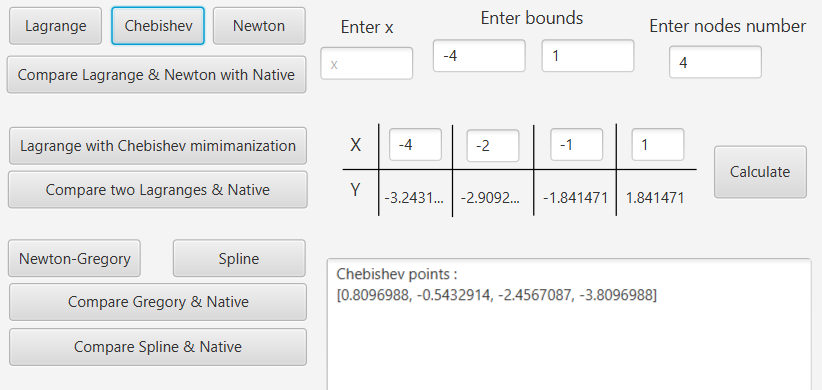 Lagrange Chebishev Newton
Compare Lagrange & Newton with Native
Enter x
x
Enter bounds
-4 1
Enter nodes number
4
Lagrange with Chebishev mimimanization
Compare two Lagranges & Native
X -4 -2 -1 1
Y -3.2431... -2.9092... -1.841471 1.841471
Calculate
Newton-Gregory Spline
Compare Gregory & Native
Compare Spline & Native
Chebishev points :
[0.8096988, -0.5432914, -2.4567087, -3.8096988]